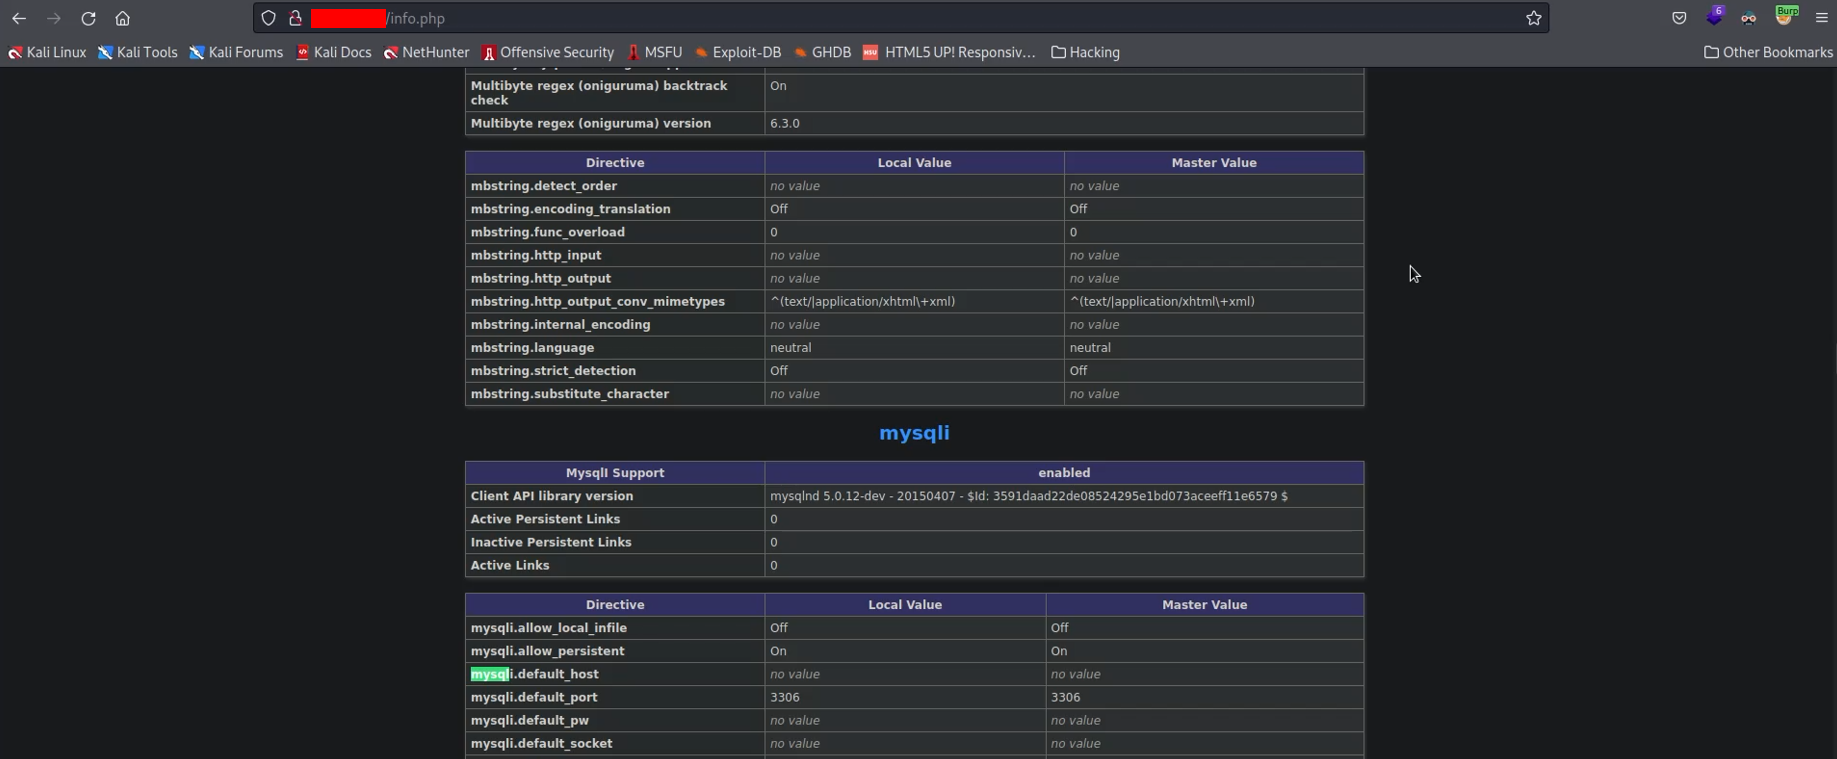 /info.php
6
Burp
Kali Linux Kali Tools Kali Forums Kali Docs NetHunter Offensive Security MSFU Exploit-DB GHDB HTML5 UP! Responsiv... Hacking Other Bookmarks
Multibyte regex (oniguruma) backtrack check On
Multibyte regex (oniguruma) version 6.3.0
Directive Local Value Master Value
mbstring.detect_order no value no value
mbstring.encoding_translation Off Off
mbstring.func_overload 0 0
mbstring.http_input no value no value
mbstring.http_output no value no value
mbstring.http_output_conv_mimetypes ^(text/|application/xhtml\+xml) ^(text/|application/xhtml\+xml)
mbstring.internal_encoding no value no value
mbstring.language neutral neutral
mbstring.strict_detection Off Off
mbstring.substitute_character no value no value
mysqli
MysqlI Support enabled
Client API library version mysqlnd 5.0.12-dev - 20150407 - $Id: 3591daad22de08524295e1bd073aceeff11e6579 $
Active Persistent Links 0
Inactive Persistent Links 0
Active Links 0
Directive Local Value Master Value
mysqli.allow_local_infile Off Off
mysqli.allow_persistent On On
mysqli.default_host no value no value
mysqli.default_port 3306 3306
mysqli.default_pw no value no value
mysqli.default_socket no value no value